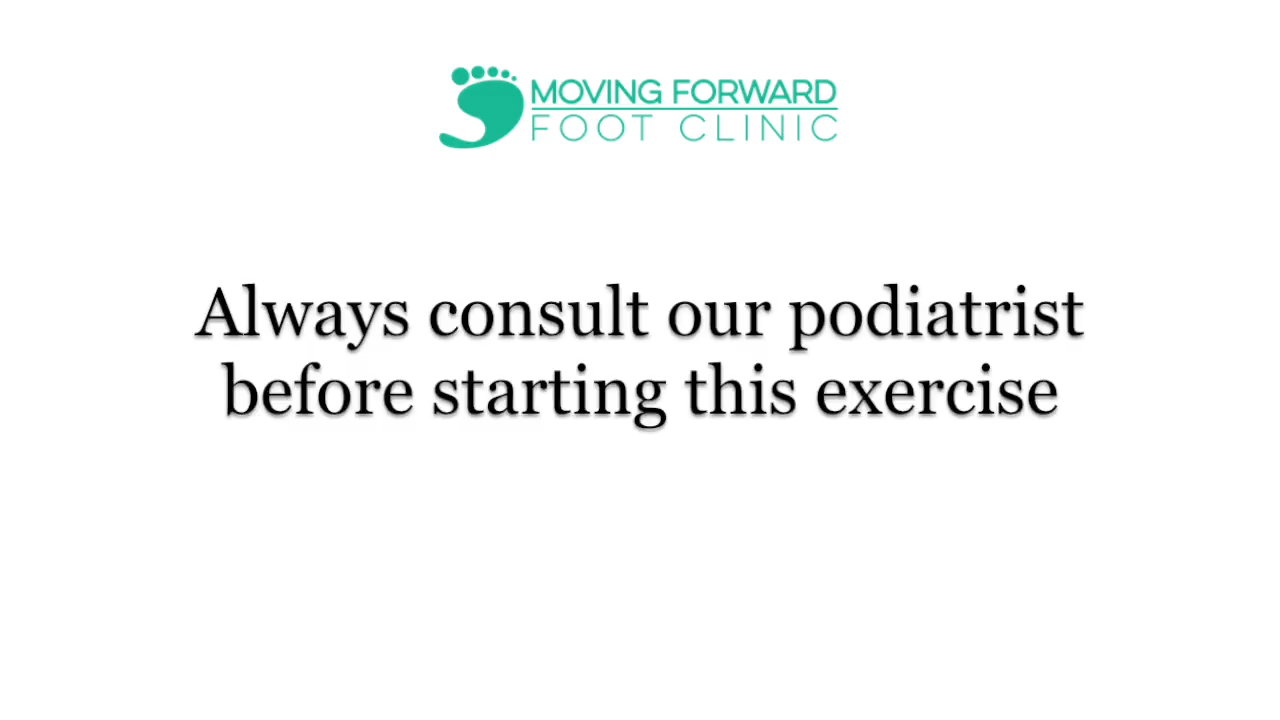 MOVING FORWARD
FOOT CLINIC
Always consult our podiatrist
before starting this exercise